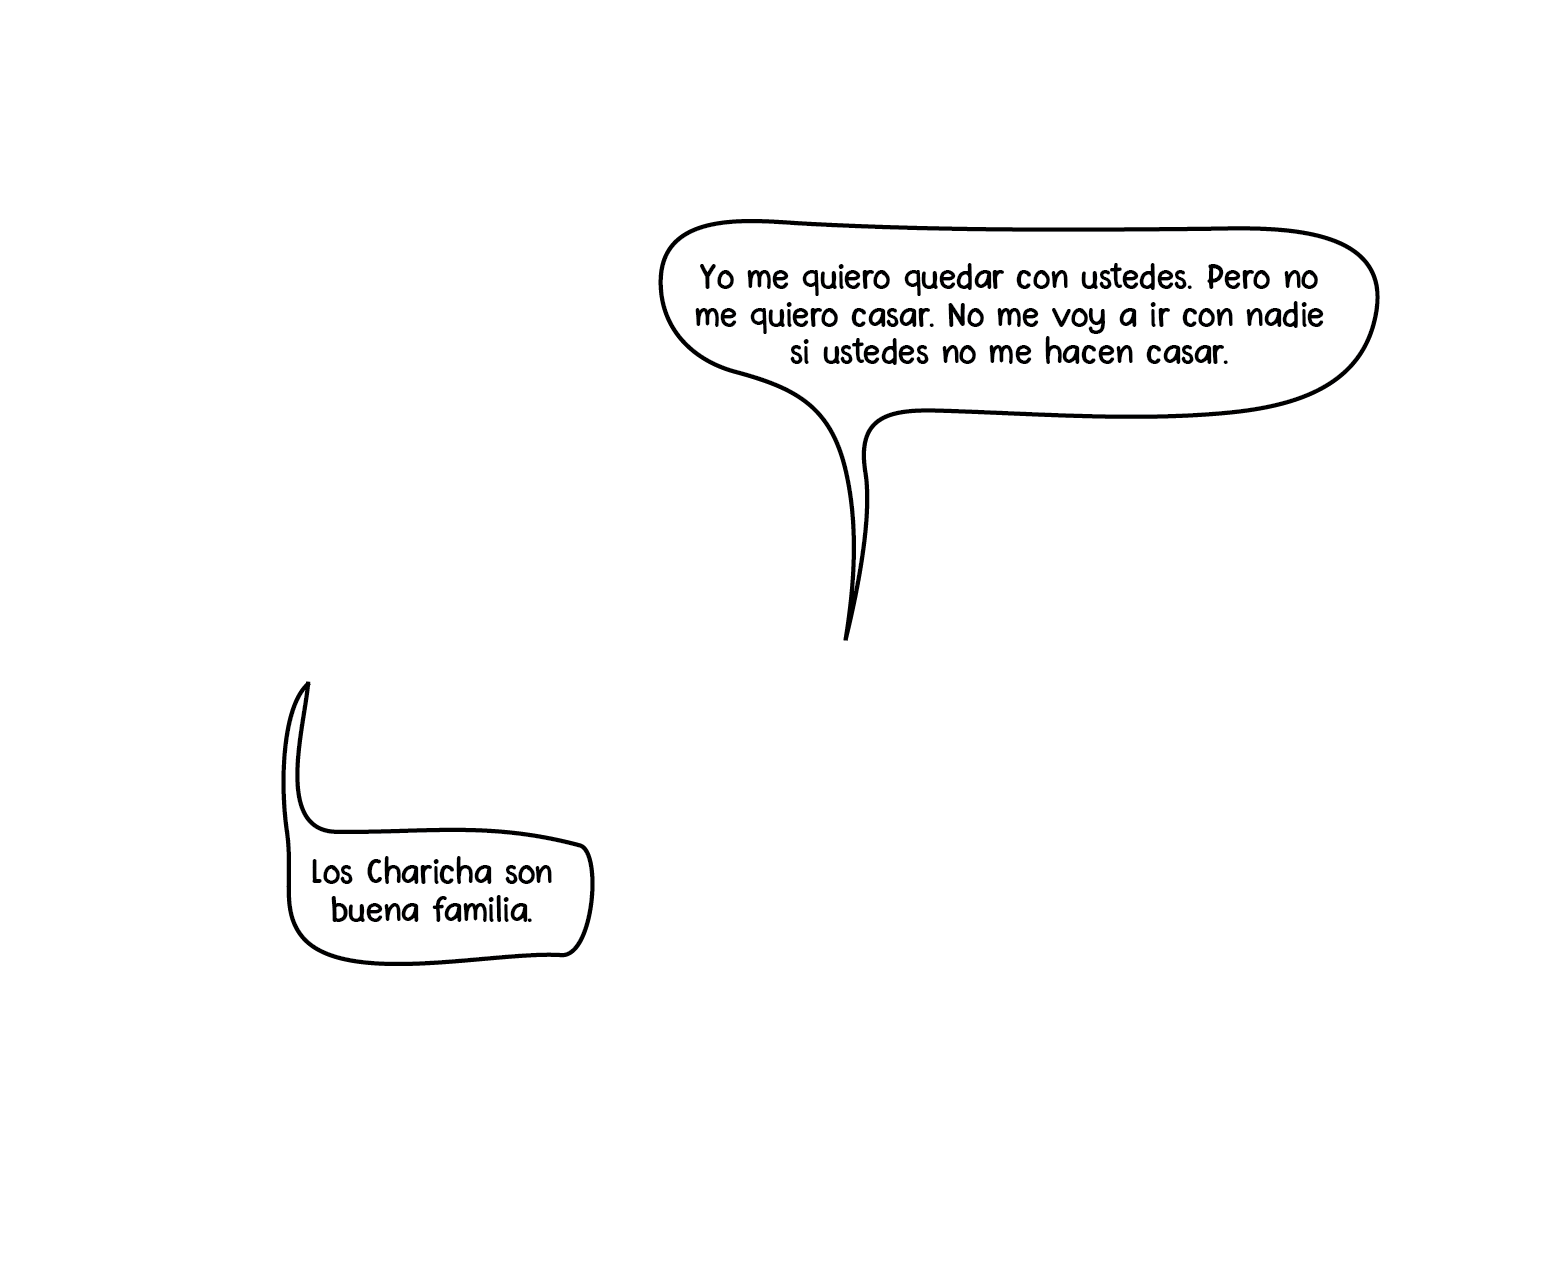 Yo me quiero quedar con ustedes. Pero no
me quiero casar. No me voy a ir con nadie
si ustedes no me hacen casar.
Los Charicha son
buena familia.